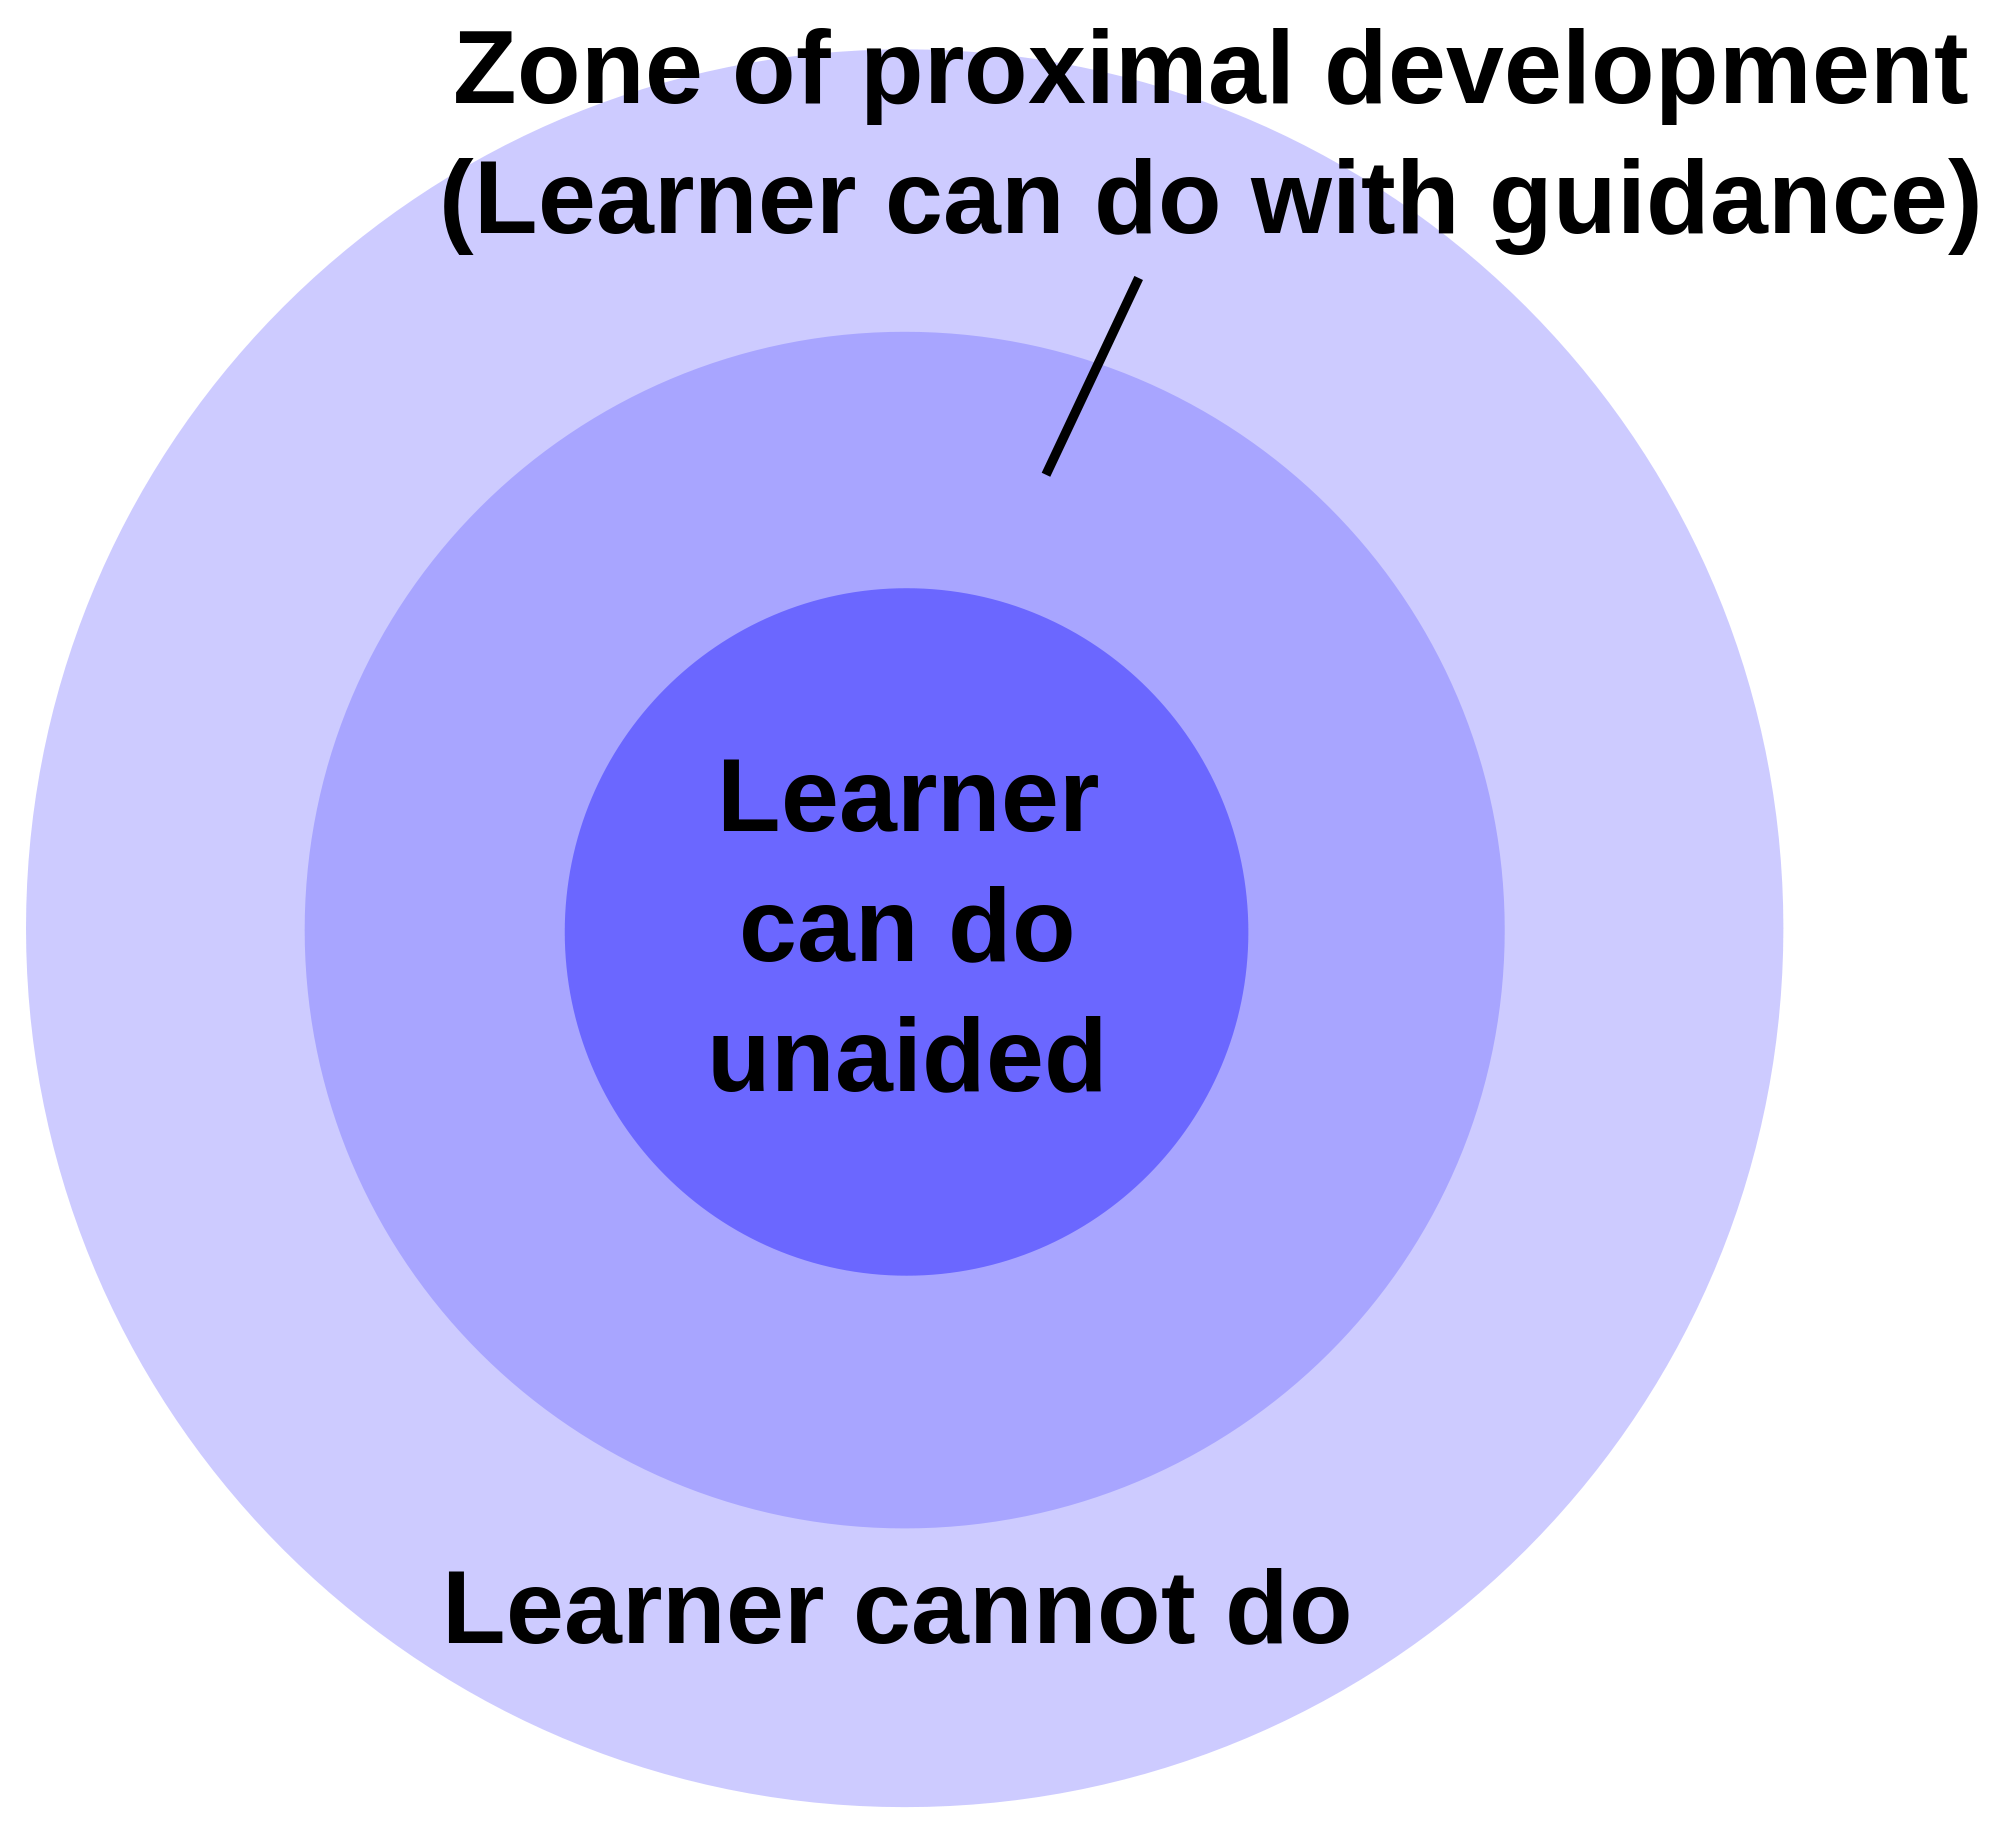 Zone of proximal development
(Learner can do with guidance)
Learner
can do
unaided
Learner cannot do